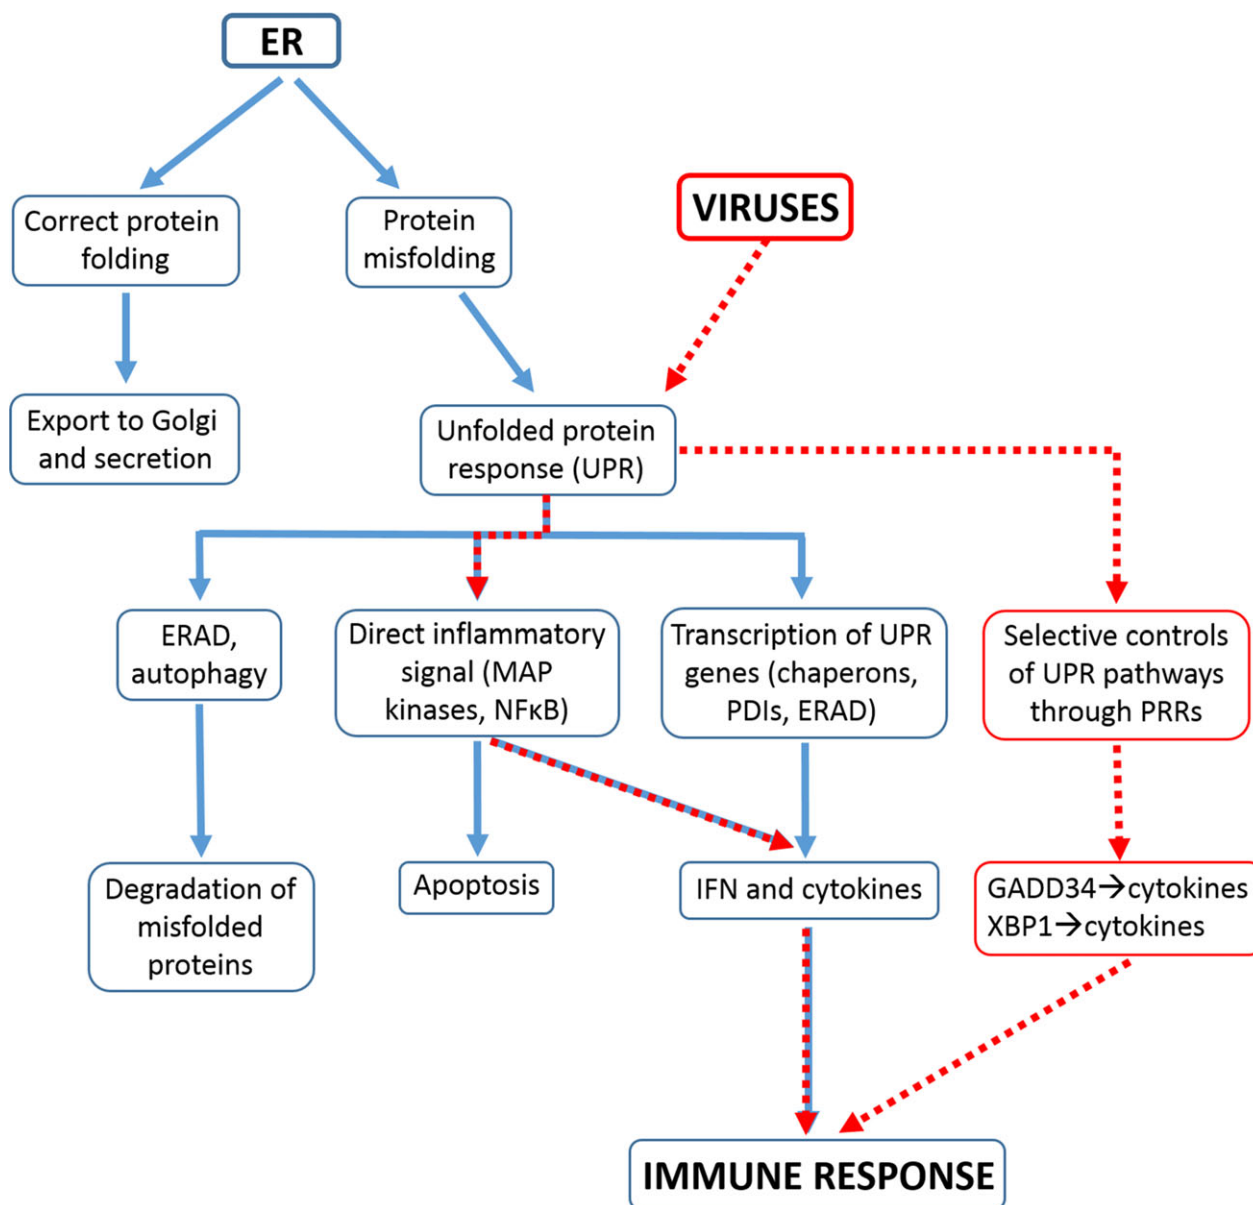 ER
Correct protein
folding
Protein
misfolding
VIRUSES
Export to Golgi
and secretion
Unfolded protein
response (UPR)
ERAD,
autophagy
Direct inflammatory
signal (MAP
kinases, NFκB)
Transcription of UPR
genes (chaperons,
PDIs, ERAD)
Selective controls
of UPR pathways
through PRRs
Degradation of
misfolded
proteins
Apoptosis
IFN and cytokines
GADD34→cytokines
XBP1→cytokines
IMMUNE RESPONSE